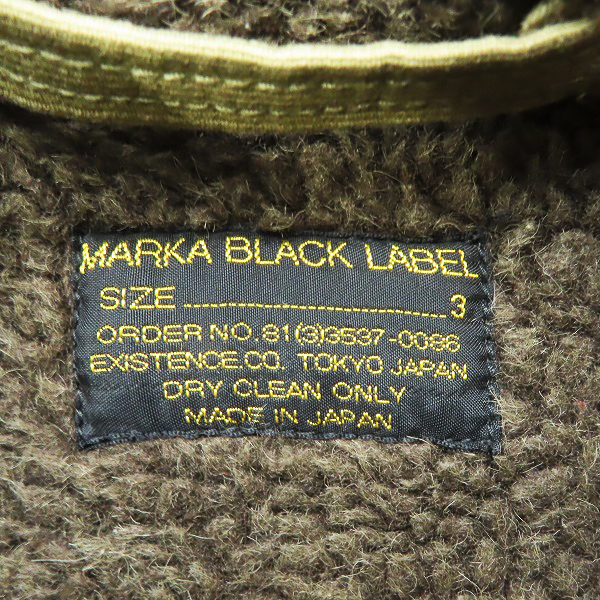 MARKA BLACK LABEL
SIZE 3
ORDER NO.81(3)3537-0086
EXISTENCE.CO. TOKYO JAPAN
DRY CLEAN ONLY
MADE IN JAPAN